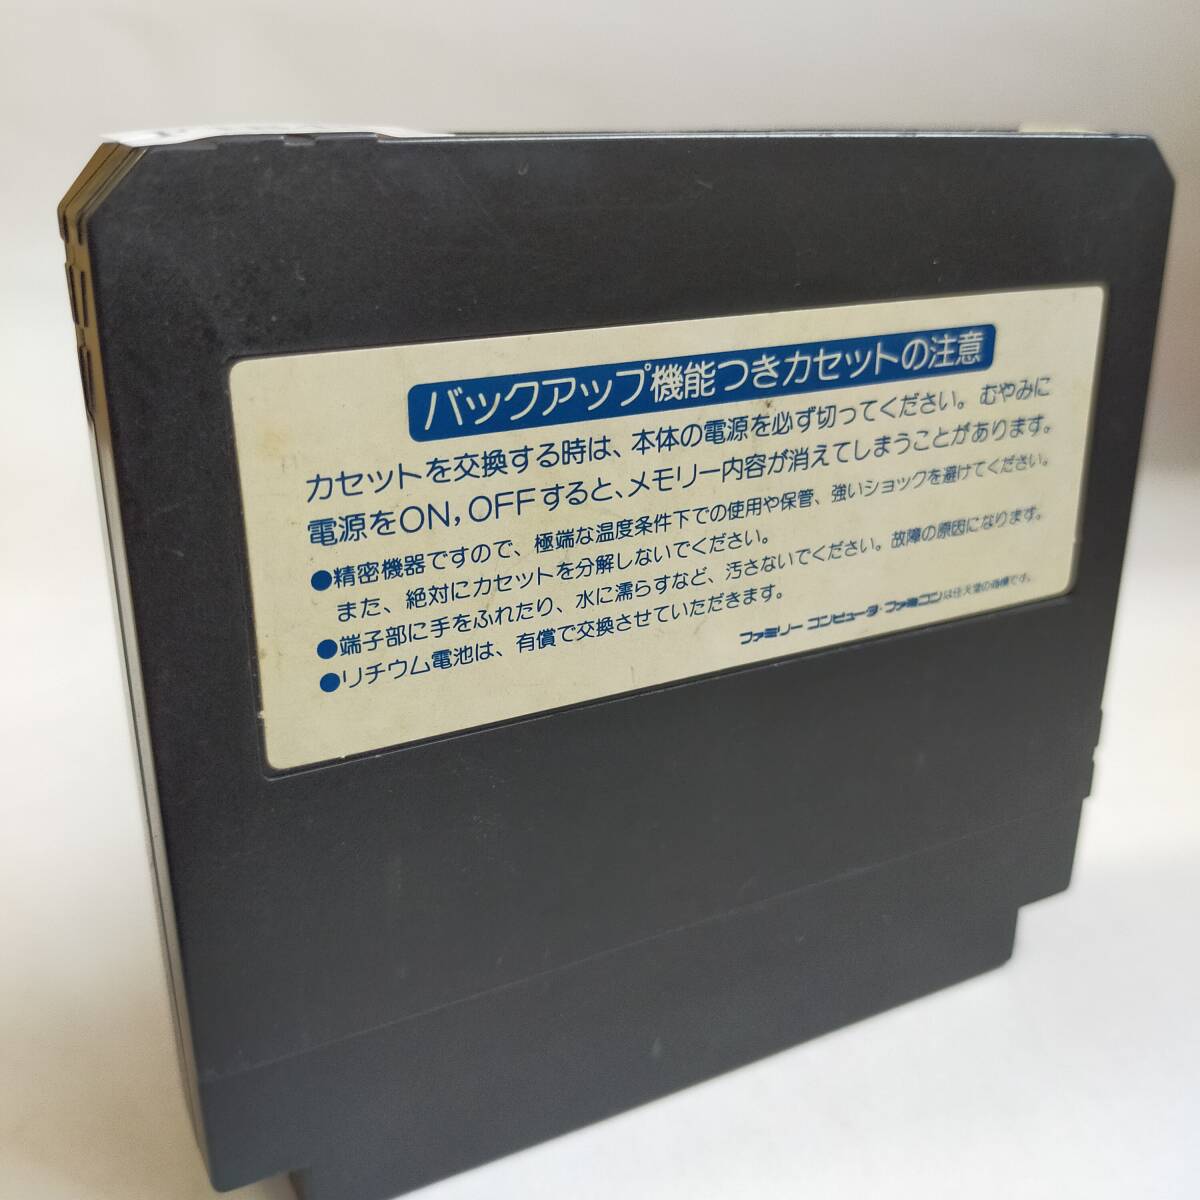 バックアップ機能つきカセットの注意
カセットを交換する時は、本体の電源を必ず切ってください。むやみに
電源をON,OFFすると、メモリー内容が消えてしまうことがあります。
●精密機器ですので、極端な温度条件下での使用や保管、強いショックを避けてください。
また、絶対にカセットを分解しないでください。
●端子部に手をふれたり、水に濡らすなど、汚さないでください。故障の原因になります。
●リチウム電池は、有償で交換させていただきます。
ファミリーコンピュータ・ファミコンは任天堂の商標です。